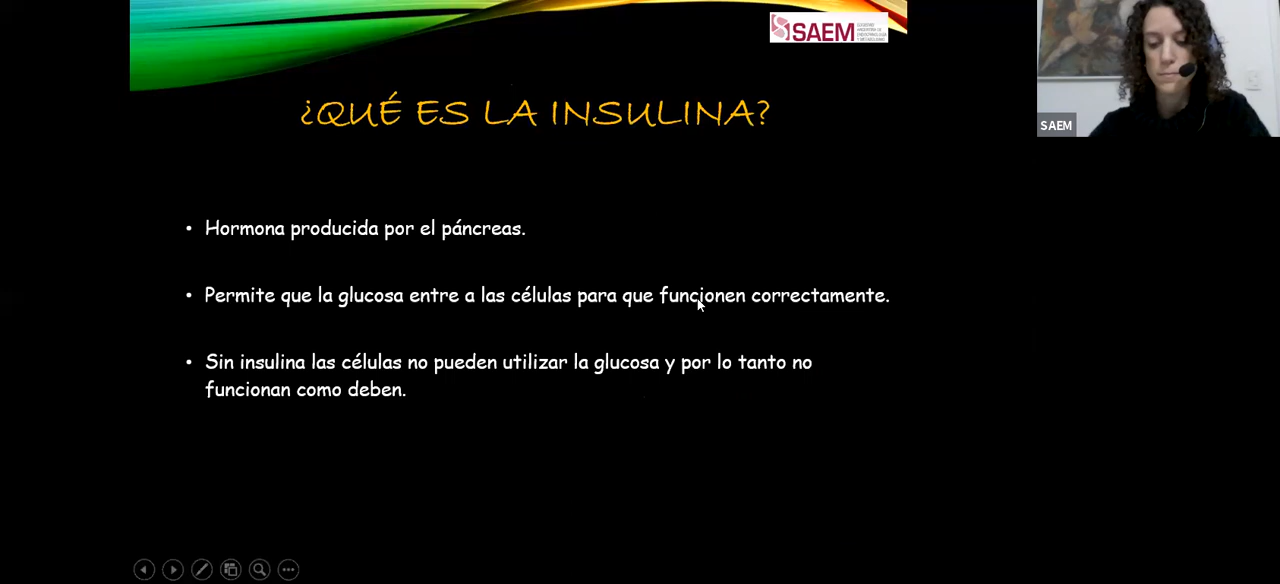 SAEM
¿QUÉ ES LA INSULINA?
• Hormona producida por el páncreas.
• Permite que la glucosa entre a las células para que funcionen correctamente.
• Sin insulina las células no pueden utilizar la glucosa y por lo tanto no
funcionan como deben.
SAEM